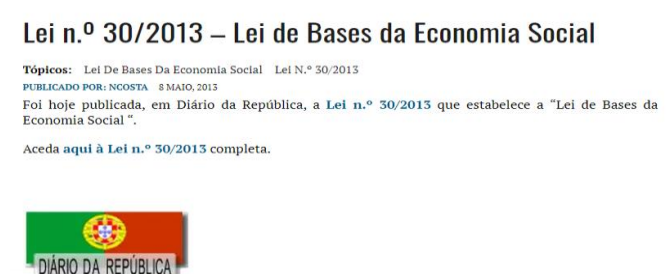 Lei n.º 30/2013 – Lei de Bases da Economia Social
Tópicos: Lei De Bases Da Economia Social Lei N.º 30/2013
PUBLICADO POR: NCOSTA 8 MAIO, 2013
Foi hoje publicada, em Diário da República, a Lei n.º 30/2013 que estabelece a “Lei de Bases da
Economia Social “.
Aceda aqui à Lei n.º 30/2013 completa.
DIÁRIO DA REPÚBLICA